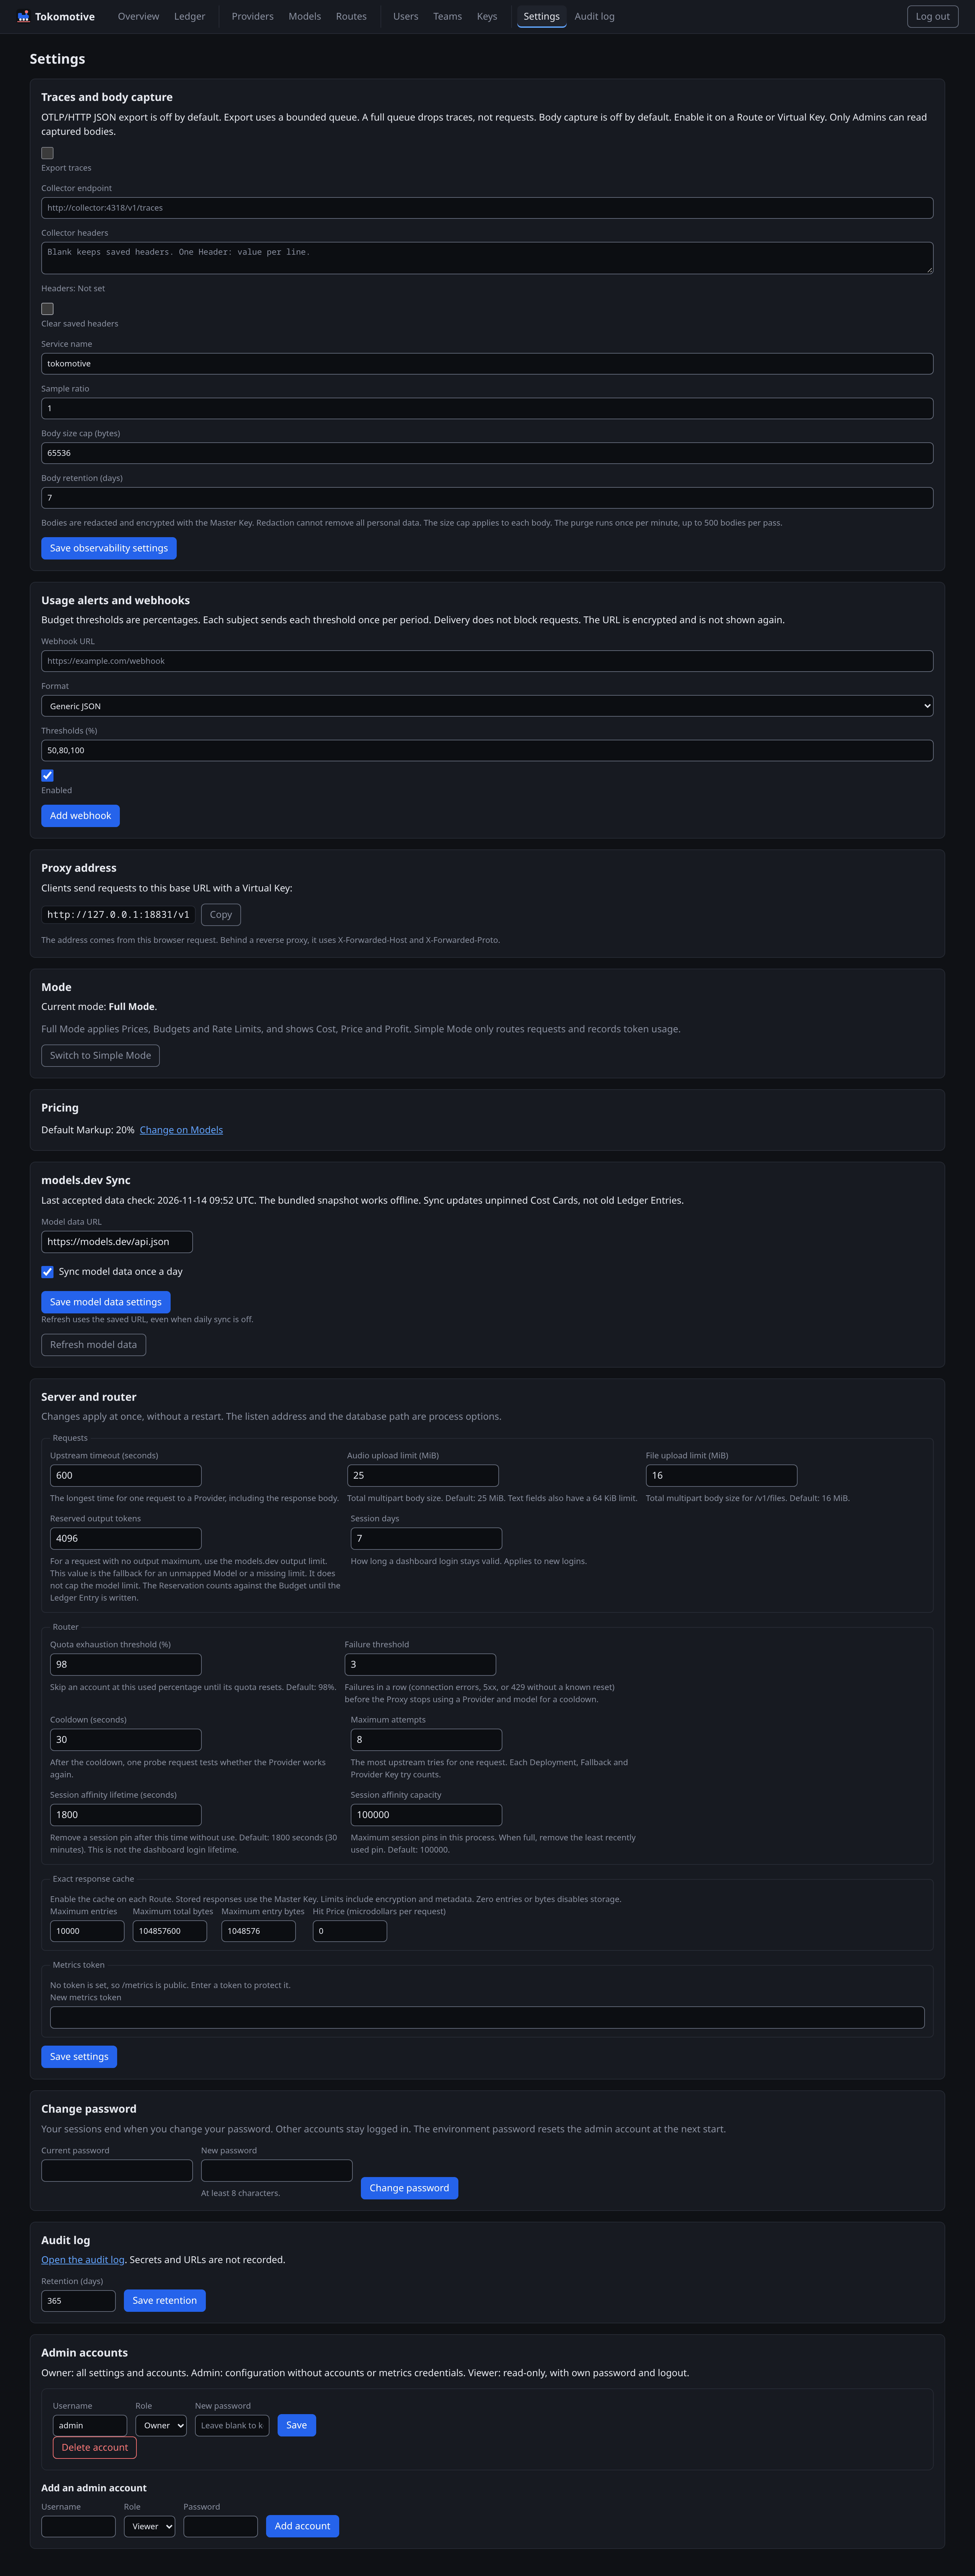 Tokomotive
Overview
Ledger
Providers
Models
Routes
Users
Teams
Keys
Settings
Audit log
Log out
Settings
Traces and body capture
OTLP/HTTP JSON export is off by default. Export uses a bounded queue. A full queue drops traces, not requests. Body capture is off by default. Enable it on a Route or Virtual Key. Only Admins can read
captured bodies.
Export traces
Collector endpoint
http://collector:4318/v1/traces
Collector headers
Blank keeps saved headers. One Header: value per line.
Headers: Not set
Clear saved headers
Service name
tokomotive
Sample ratio
1
Body size cap (bytes)
65536
Body retention (days)
7
Bodies are redacted and encrypted with the Master Key. Redaction cannot remove all personal data. The size cap applies to each body. The purge runs once per minute, up to 500 bodies per pass.
Save observability settings
Usage alerts and webhooks
Budget thresholds are percentages. Each subject sends each threshold once per period. Delivery does not block requests. The URL is encrypted and is not shown again.
Webhook URL
https://example.com/webhook
Format
Generic JSON
Thresholds (%)
50,80,100
Enabled
Add webhook
Proxy address
Clients send requests to this base URL with a Virtual Key:
http://127.0.0.1:18831/v1
Copy
The address comes from this browser request. Behind a reverse proxy, it uses X-Forwarded-Host and X-Forwarded-Proto.
Mode
Current mode: Full Mode.
Full Mode applies Prices, Budgets and Rate Limits, and shows Cost, Price and Profit. Simple Mode only routes requests and records token usage.
Switch to Simple Mode
Pricing
Default Markup: 20% Change on Models
models.dev Sync
Last accepted data check: 2026-11-14 09:52 UTC. The bundled snapshot works offline. Sync updates unpinned Cost Cards, not old Ledger Entries.
Model data URL
https://models.dev/api.json
Sync model data once a day
Save model data settings
Refresh uses the saved URL, even when daily sync is off.
Refresh model data
Server and router
Changes apply at once, without a restart. The listen address and the database path are process options.
Requests
Upstream timeout (seconds)
600
The longest time for one request to a Provider, including the response body.
Audio upload limit (MiB)
25
Total multipart body size. Default: 25 MiB. Text fields also have a 64 KiB limit.
File upload limit (MiB)
16
Total multipart body size for /v1/files. Default: 16 MiB.
Reserved output tokens
4096
For a request with no output maximum, use the models.dev output limit.
This value is the fallback for an unmapped Model or a missing limit. It does
not cap the model limit. The Reservation counts against the Budget until the
Ledger Entry is written.
Session days
7
How long a dashboard login stays valid. Applies to new logins.
Router
Quota exhaustion threshold (%)
98
Skip an account at this used percentage until its quota resets. Default: 98%.
Failure threshold
3
Failures in a row (connection errors, 5xx, or 429 without a known reset)
before the Proxy stops using a Provider and model for a cooldown.
Cooldown (seconds)
30
After the cooldown, one probe request tests whether the Provider works
again.
Maximum attempts
8
The most upstream tries for one request. Each Deployment, Fallback and
Provider Key try counts.
Session affinity lifetime (seconds)
1800
Remove a session pin after this time without use. Default: 1800 seconds (30
minutes). This is not the dashboard login lifetime.
Session affinity capacity
100000
Maximum session pins in this process. When full, remove the least recently
used pin. Default: 100000.
Exact response cache
Enable the cache on each Route. Stored responses use the Master Key. Limits include encryption and metadata. Zero entries or bytes disables storage.
Maximum entries
10000
Maximum total bytes
104857600
Maximum entry bytes
1048576
Hit Price (microdollars per request)
0
Metrics token
No token is set, so /metrics is public. Enter a token to protect it.
New metrics token
Save settings
Change password
Your sessions end when you change your password. Other accounts stay logged in. The environment password resets the admin account at the next start.
Current password
New password
At least 8 characters.
Change password
Audit log
Open the audit log. Secrets and URLs are not recorded.
Retention (days)
365
Save retention
Admin accounts
Owner: all settings and accounts. Admin: configuration without accounts or metrics credentials. Viewer: read-only, with own password and logout.
Username
admin
Role
Owner
New password
Leave blank to k
Save
Delete account
Add an admin account
Username
Role
Viewer
Password
Add account